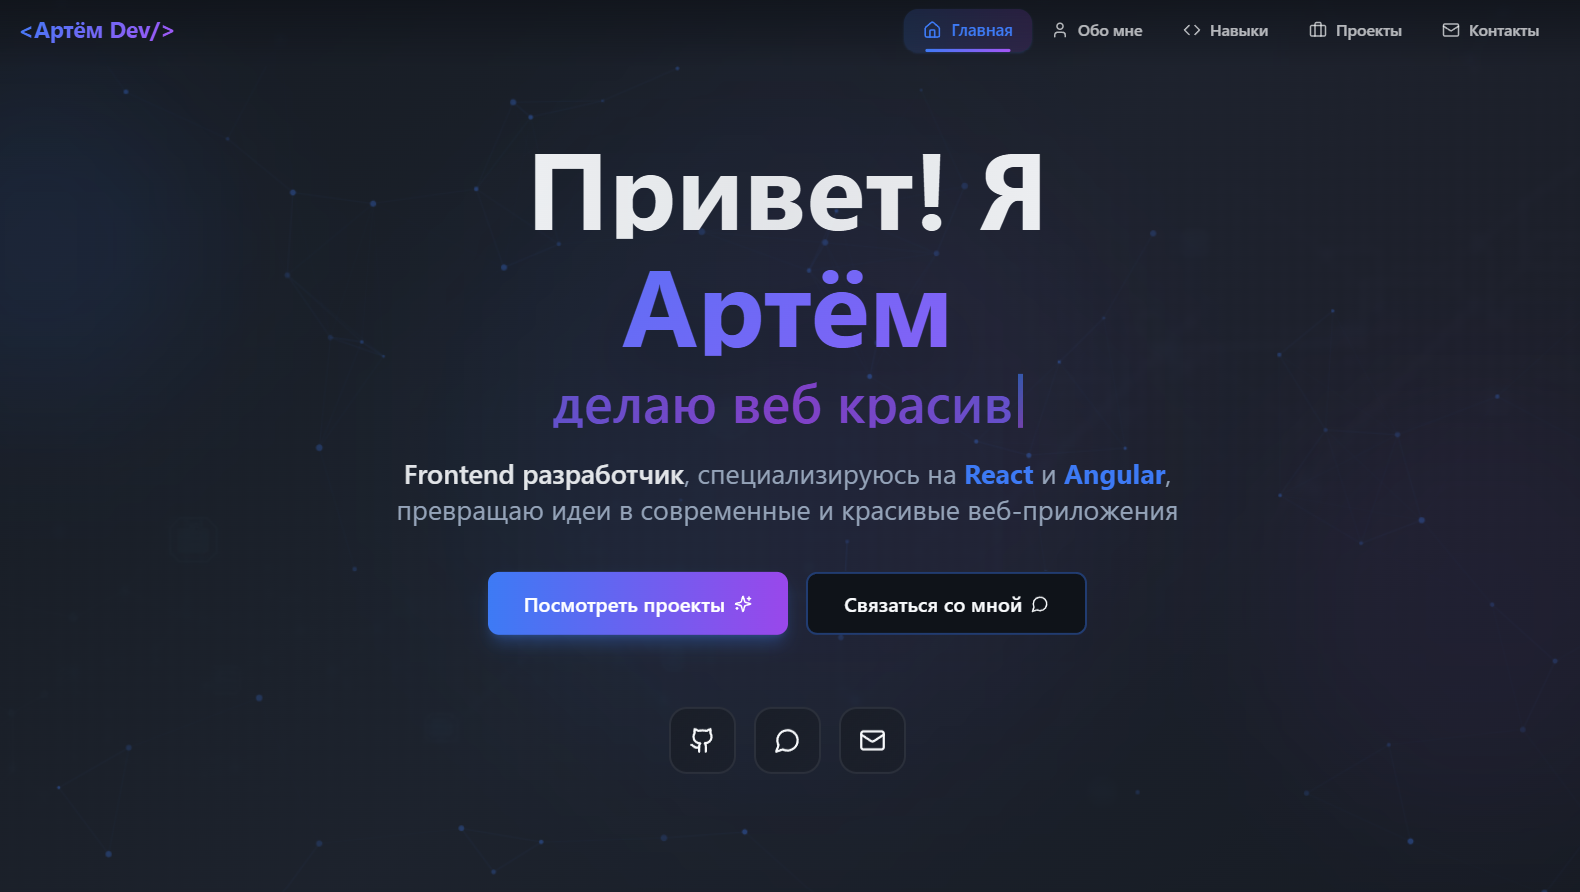 <Артём Dev/>
Главная
Обо мне
Навыки
Проекты
Контакты
Привет! Я
Артём
делаю веб красив|
Frontend разработчик, специализируюсь на React и Angular,
превращаю идеи в современные и красивые веб-приложения
Посмотреть проекты
Связаться со мной